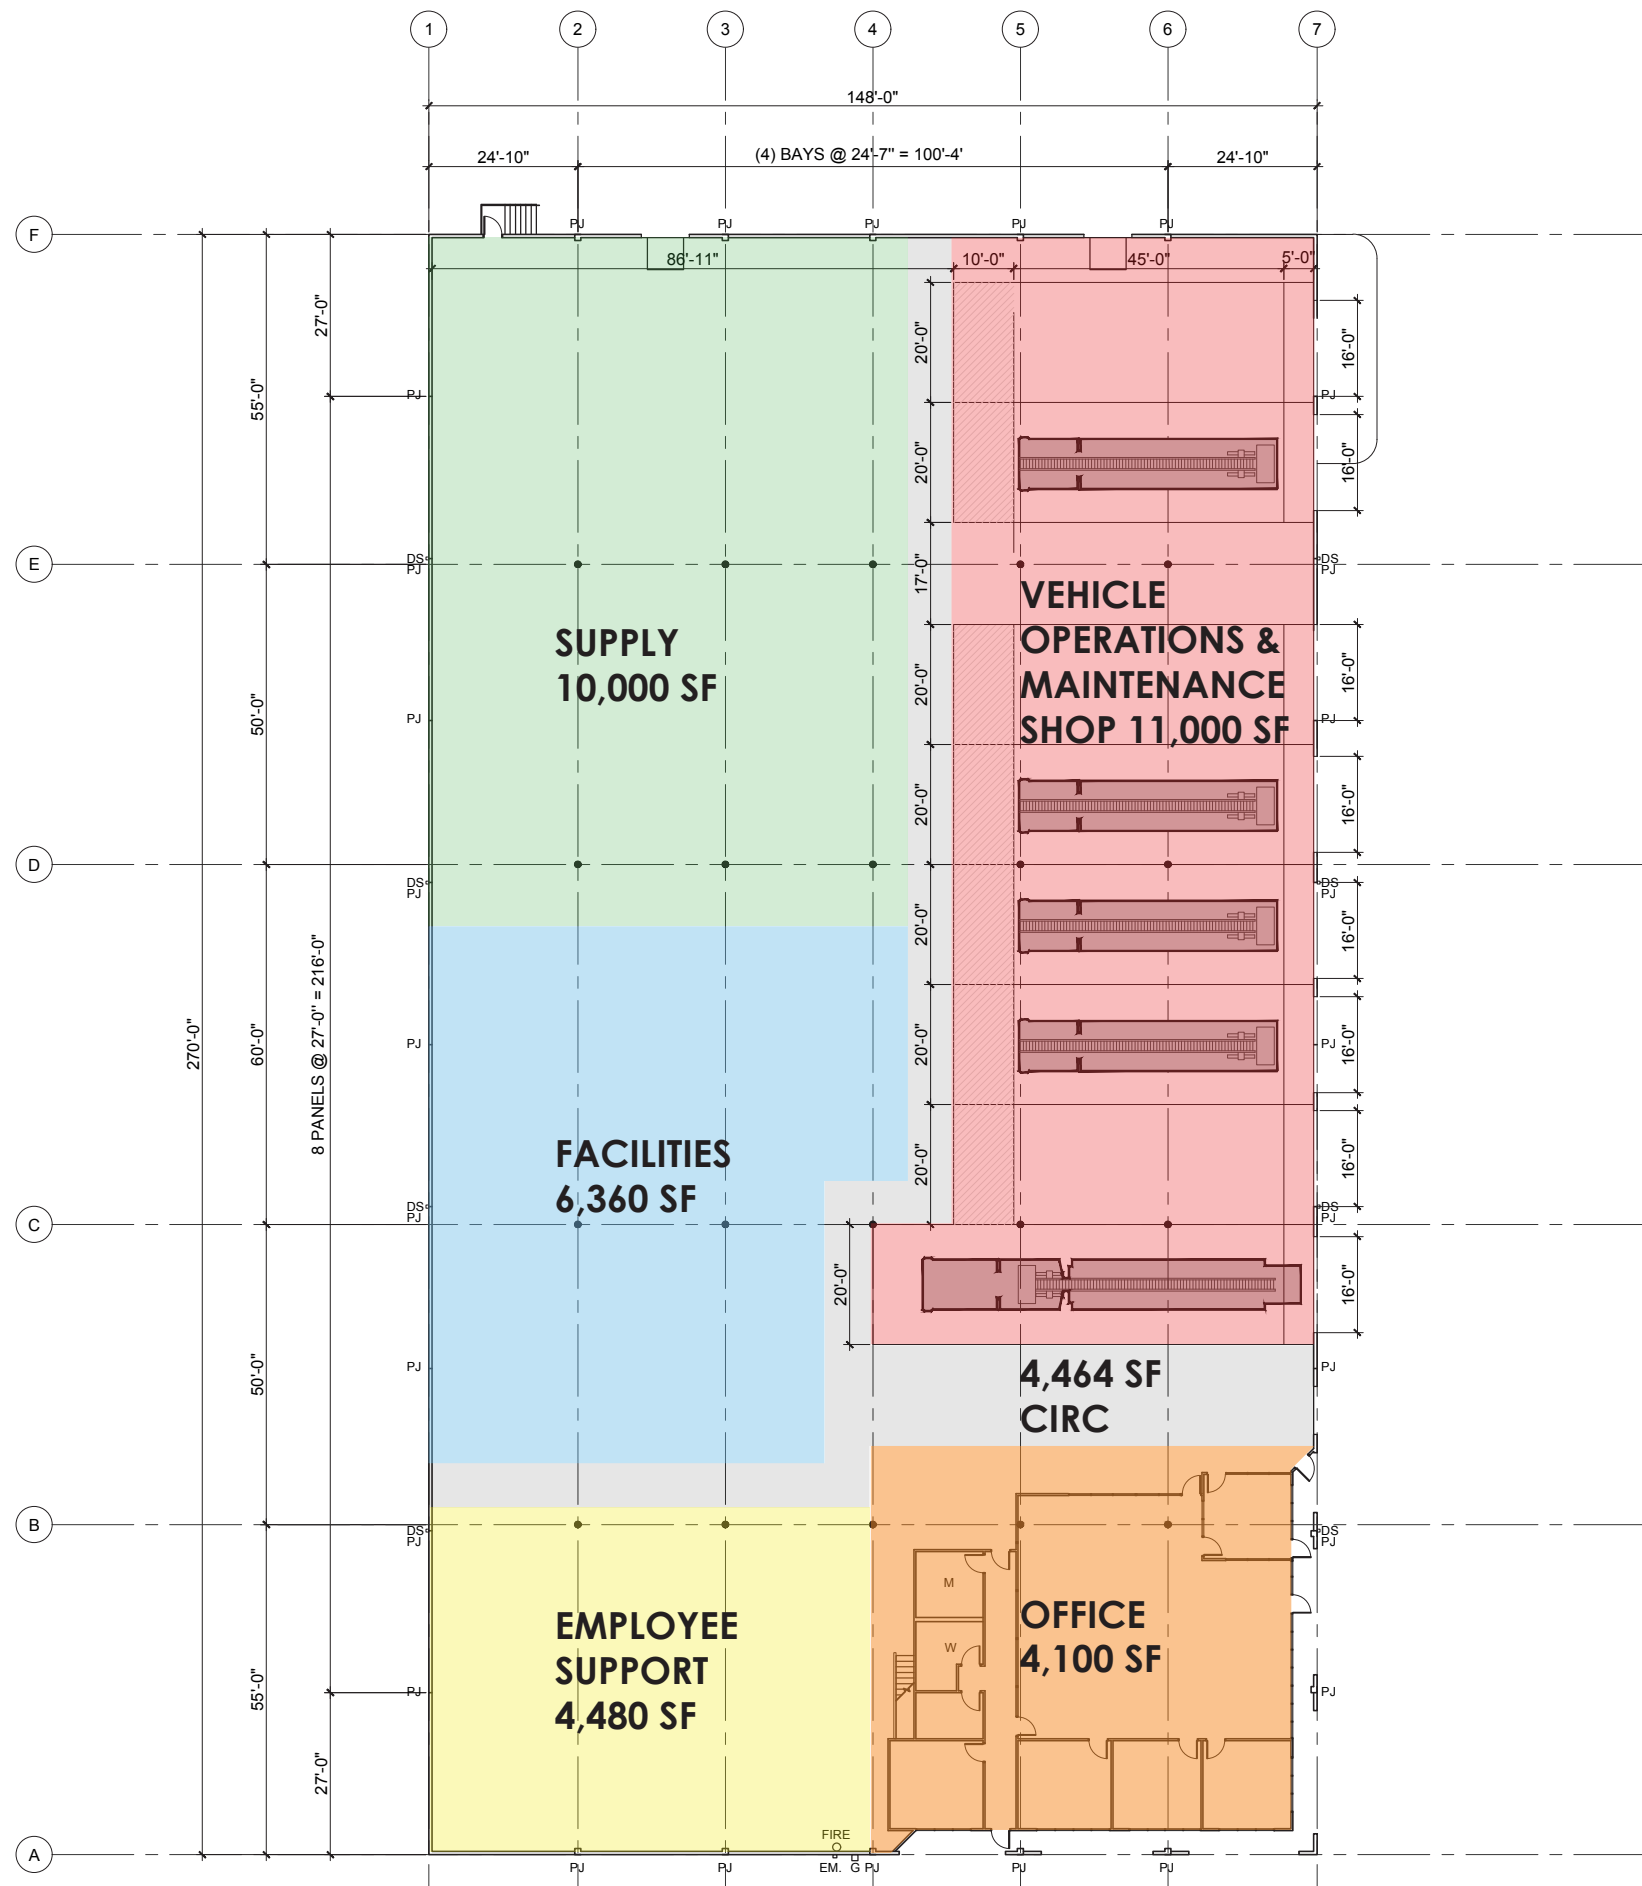 1 2 3 4 5 6 7
148'-0"
24'-10" (4) BAYS @ 24'-7" = 100'-4' 24'-10"
PJ PJ PJ PJ PJ
F
86'-11" 10'-0" 45'-0" 5'-0"
27'-0"
20'-0"
16'-0"
55'-0"
PJ PJ
20'-0"
16'-0"
DS DS
E
PJ PJ
17'-0"
VEHICLE
OPERATIONS &
MAINTENANCE
SHOP 11,000 SF
SUPPLY
10,000 SF
20'-0"
16'-0"
50'-0"
PJ PJ
20'-0"
16'-0"
D
DS DS
PJ PJ
20'-0"
16'-0"
270'-0"
60'-0"
8 PANELS @ 27'-0" = 216'-0"
PJ PJ
20'-0"
16'-0"
FACILITIES
6,360 SF
20'-0"
16'-0"
DS DS
PJ PJ
C
20'-0"
16'-0"
PJ PJ
50'-0"
4,464 SF
CIRC
B
DS DS
PJ PJ
M
W
EMPLOYEE
SUPPORT
4,480 SF
OFFICE
4,100 SF
55'-0"
PJ PJ
27'-0"
FIRE
A
EM. G PJ
PJ PJ PJ PJ